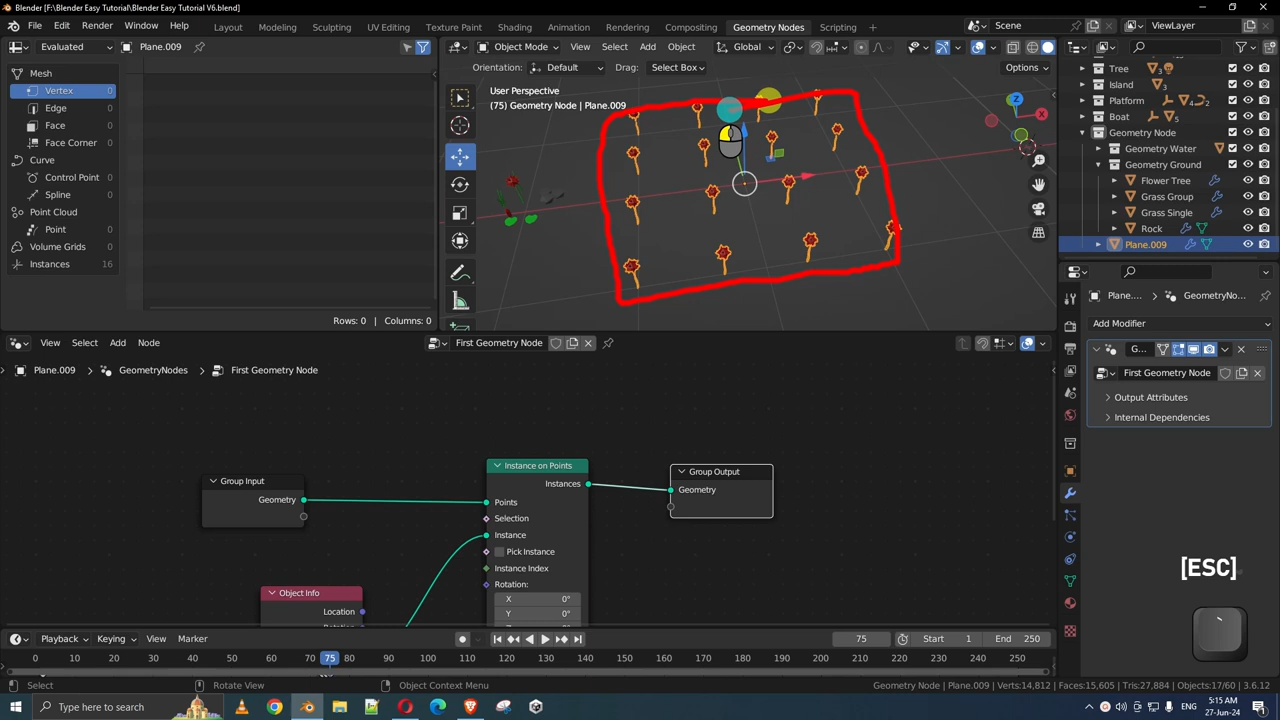 Blender [F:\Blender Easy Tutorial\Blender Easy Tutorial V6.blend]
File Edit Render Window Help Layout Modeling Sculpting UV Editing Texture Paint Shading Animation Rendering Compositing Geometry Nodes Scripting Scene ViewLayer
Evaluated Plane.009
Object Mode View Select Add Object Global
Orientation: Default Drag: Select Box Options
Mesh
Vertex 0
Edge 0
Face 0
Face Corner 0
Curve
Control Point 0
Spline 0
Point Cloud
Point 0
Volume Grids 0
Instances 16
Rows: 0 | Columns: 0
User Perspective
(75) Geometry Node | Plane.009
Z
X
Tree 3
Island 3
Platform 4 2
Boat 5
Geometry Node
Geometry Water
Geometry Ground
Flower Tree
Grass Group
Grass Single
Rock
Plane.009
Plane.... GeometryNo...
Add Modifier
G...
First Geometry Node
Output Attributes
Internal Dependencies
View Select Add Node First Geometry Node
Plane.009 GeometryNodes First Geometry Node
Group Input
Geometry
Object Info
Location
Instance on Points
Instances
Points
Selection
Instance
Pick Instance
Instance Index
Rotation:
X 0°
Y 0°
Group Output
Geometry
[ESC]
Playback Keying View Marker 75 Start 1 End 250
0 10 20 30 40 50 60 70 75 80 90 100 110 120 130 140 150 160 170 180 190 200 210 220 230 240 250
Select Rotate View Object Context Menu Geometry Node | Plane.009 | Verts:14,812 | Faces:15,605 | Tris:27,884 | Objects:17/60 | 3.6.12
Type here to search ENG 5:15 AM
27-Jun-24